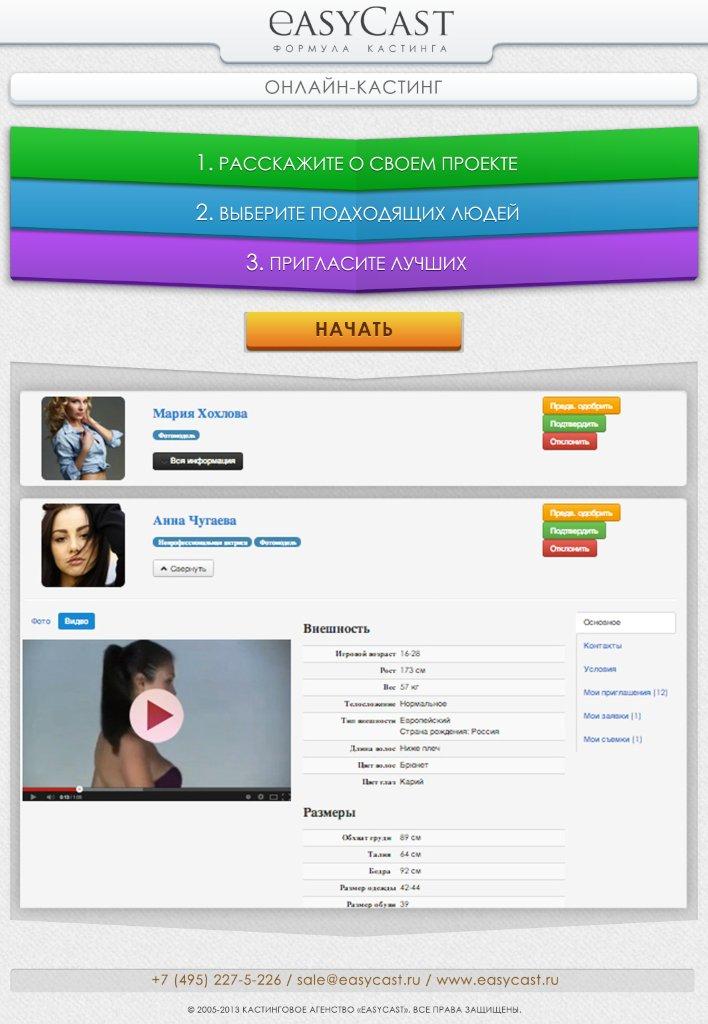 eASYCAST
ФОРМУЛА КАСТИНГА
ОНЛАЙН-КАСТИНГ
1. РАССКАЖИТЕ О СВОЕМ ПРОЕКТЕ
2. ВЫБЕРИТЕ ПОДХОДЯЩИХ ЛЮДЕЙ
3. ПРИГЛАСИТЕ ЛУЧШИХ
НАЧАТЬ
Мария Хохлова
Фотомодель
Вся информация
Предв. одобрить
Подтвердить
Отклонить
Анна Чугаева
Непрофессиональная актриса Фотомодель
Свернуть
Предв. одобрить
Подтвердить
Отклонить
Фото Видео
0:13 / 1:05
Внешность
Игровой возраст 16-28
Рост 173 см
Вес 57 кг
Телосложение Нормальное
Тип внешности Европейский
Страна рождения: Россия
Длина волос Ниже плеч
Цвет волос Брюнет
Цвет глаз Карий
Размеры
Обхват груди 89 см
Талия 64 см
Бедра 92 см
Размер одежды 42-44
Размер обуви 39
Основное
Контакты
Условия
Мои приглашения (12)
Мои заявки (1)
Мои съемки (1)
+7 (495) 227-5-226 / sale@easycast.ru / www.easycast.ru
© 2005-2013 КАСТИНГОВОЕ АГЕНСТВО «EASYCAST». ВСЕ ПРАВА ЗАЩИЩЕНЫ.